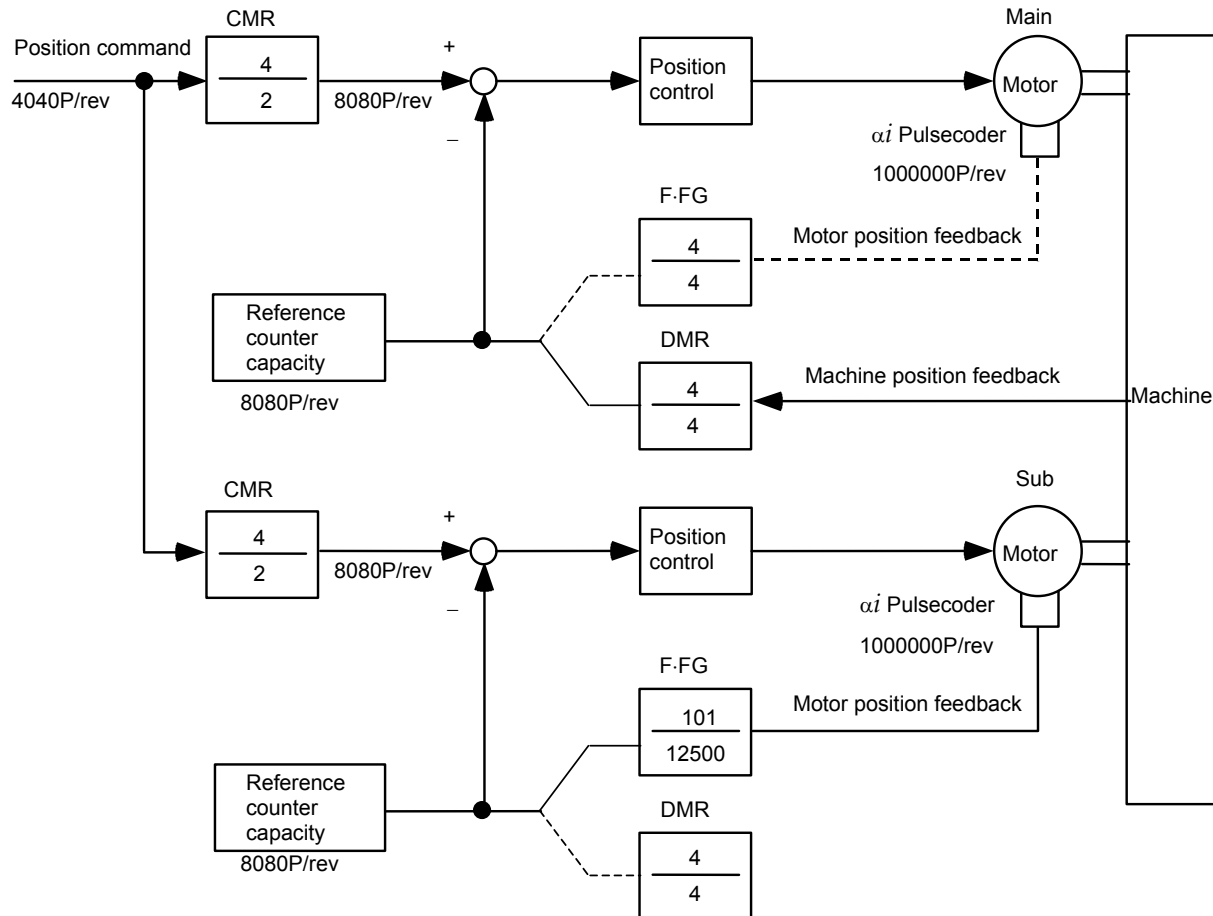 CMR
Main
Position command
4
2
4040P/rev
8080P/rev
+
−
Position
control
Motor
αi Pulsecoder
1000000P/rev
F·FG
4
4
Motor position feedback
Reference
counter
capacity
8080P/rev
DMR
4
4
Machine position feedback
Machine
CMR
Sub
4
2
8080P/rev
+
−
Position
control
Motor
αi Pulsecoder
1000000P/rev
F·FG
101
12500
Motor position feedback
Reference
counter
capacity
8080P/rev
DMR
4
4